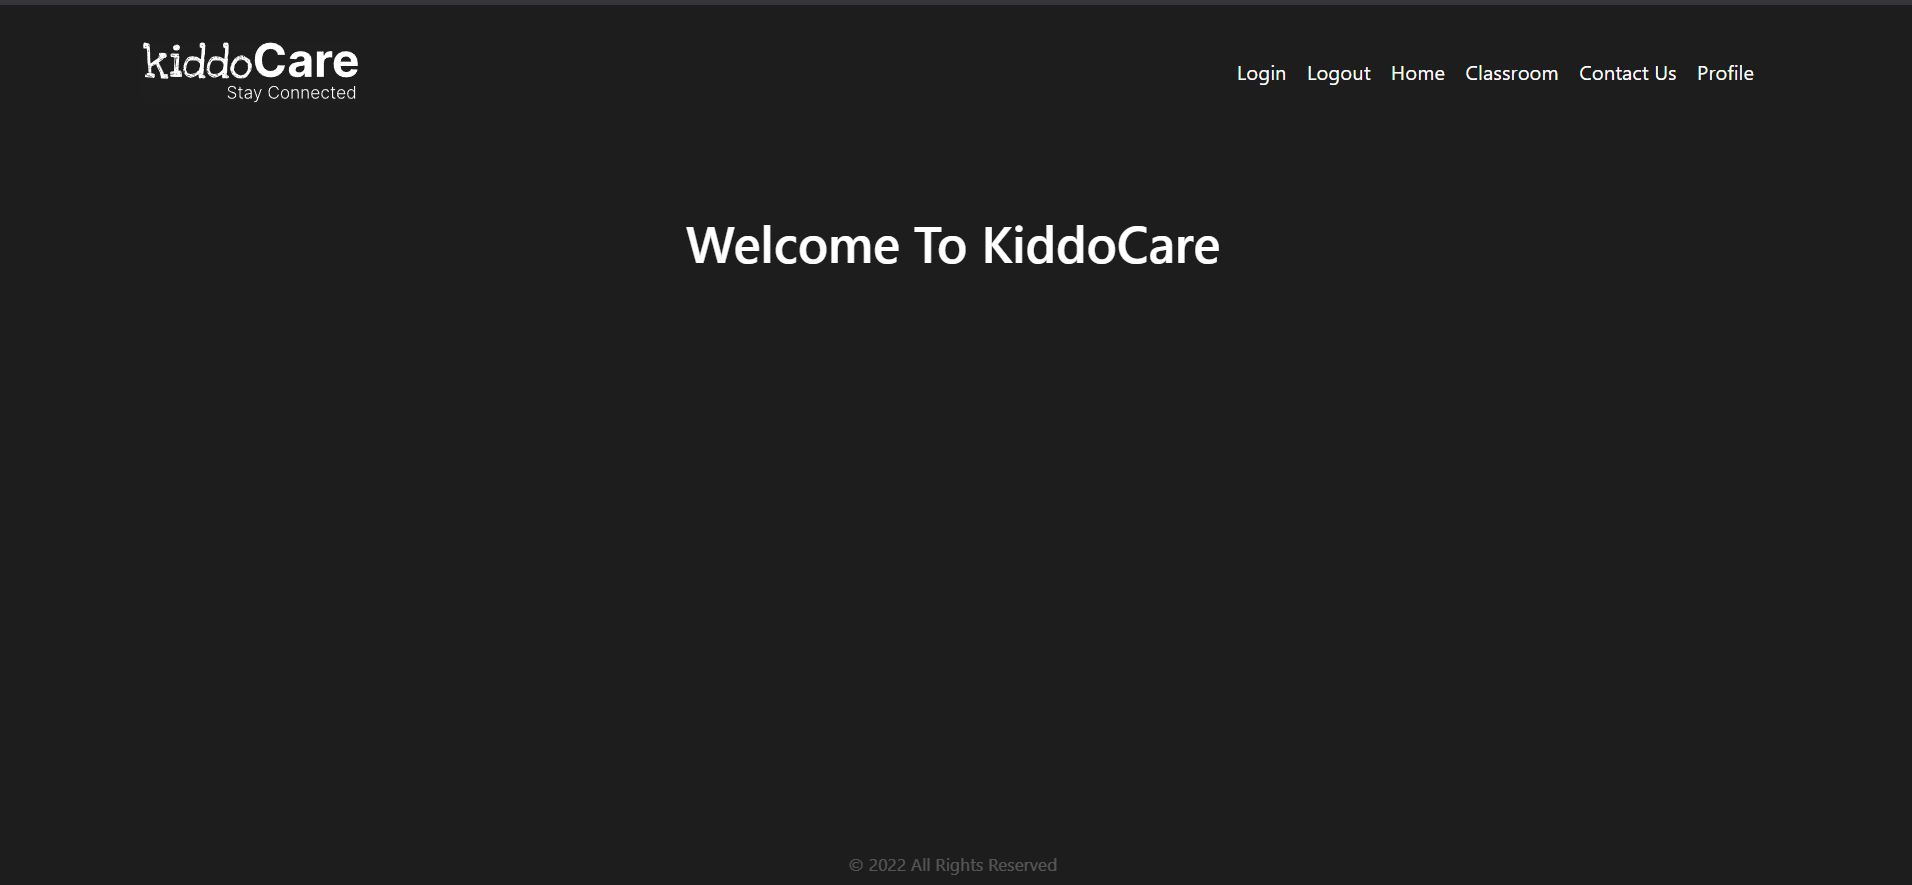 kiddoCare
Stay Connected
Login Logout Home Classroom Contact Us Profile
Welcome To KiddoCare
© 2022 All Rights Reserved